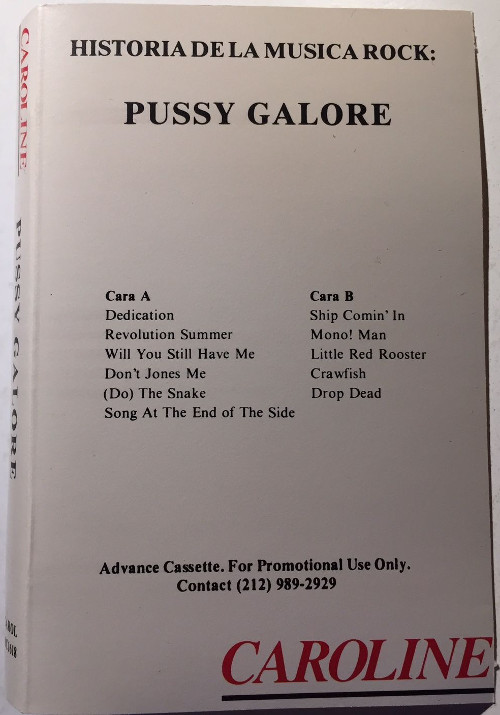 HISTORIA DE LA MUSICA ROCK:
PUSSY GALORE
Cara A
Dedication
Revolution Summer
Will You Still Have Me
Don't Jones Me
(Do) The Snake
Song At The End of The Side
Cara B
Ship Comin' In
Mono! Man
Little Red Rooster
Crawfish
Drop Dead
Advance Cassette. For Promotional Use Only.
Contact (212) 989-2929
CAROLINE
CAROLINE
PUSSY GALORE